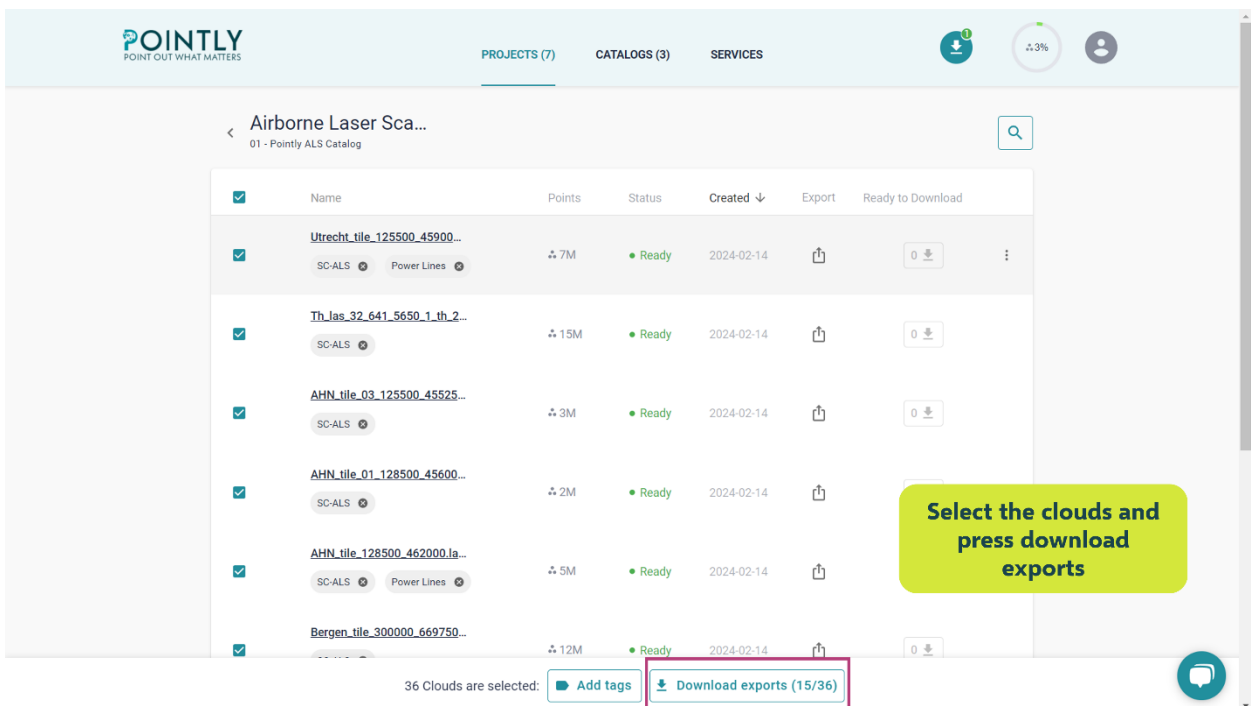 POINTLY
POINT OUT WHAT MATTERS
PROJECTS (7) CATALOGS (3) SERVICES
1
3%
Airborne Laser Sca...
01 - Pointly ALS Catalog
Name Points Status Created Export Ready to Download
Utrecht_tile_125500_45900...
SC-ALS Power Lines
7M Ready 2024-02-14 0
Th_las_32_641_5650_1_th_2...
SC-ALS
15M Ready 2024-02-14 0
AHN_tile_03_125500_45525...
SC-ALS
3M Ready 2024-02-14 0
AHN_tile_01_128500_45600...
SC-ALS
2M Ready 2024-02-14
AHN_tile_128500_462000.la...
SC-ALS Power Lines
5M Ready 2024-02-14
Bergen_tile_300000_669750...
12M Ready 2024-02-14 0
Select the clouds and
press download
exports
36 Clouds are selected: Add tags Download exports (15/36)